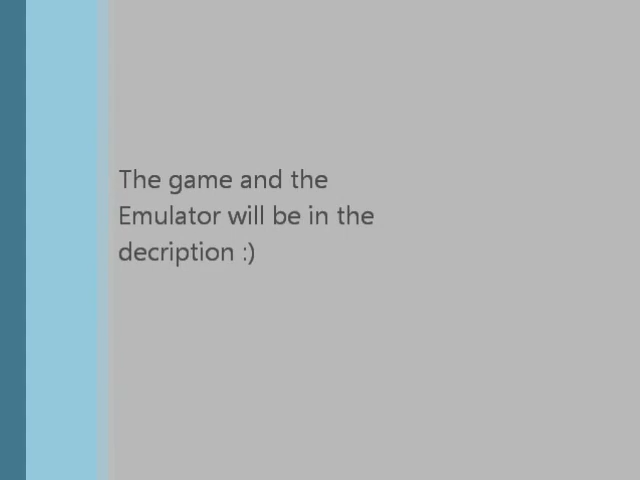 The game and the
Emulator will be in the
decription :)